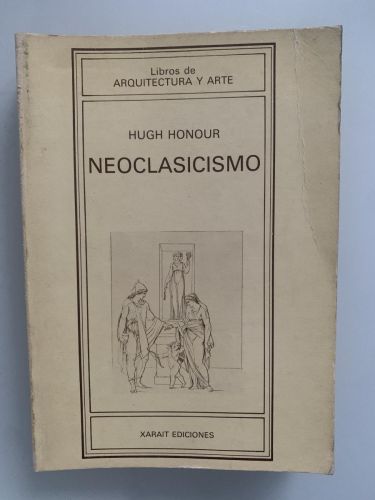 Libros de
ARQUITECTURA Y ARTE
HUGH HONOUR
NEOCLASICISMO
XARAIT EDICIONES